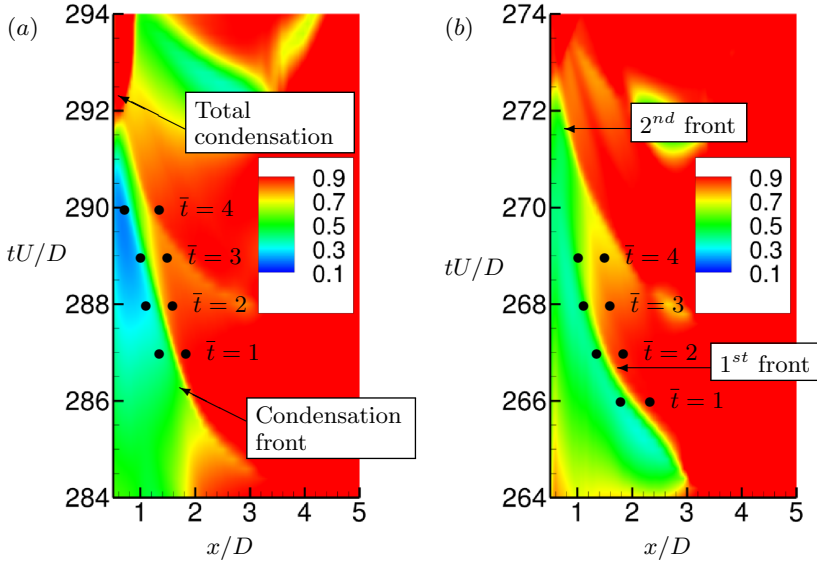 (a)
294
292
290
288
286
284
tU/D
1
2
3
4
5
x/D
Total
condensation
0.9
0.7
0.5
0.3
0.1
t̄ = 4
t̄ = 3
t̄ = 2
t̄ = 1
Condensation
front
(b)
274
272
270
268
266
264
tU/D
1
2
3
4
5
x/D
2nd front
0.9
0.7
0.5
0.3
0.1
t̄ = 4
t̄ = 3
t̄ = 2
1st front
t̄ = 1